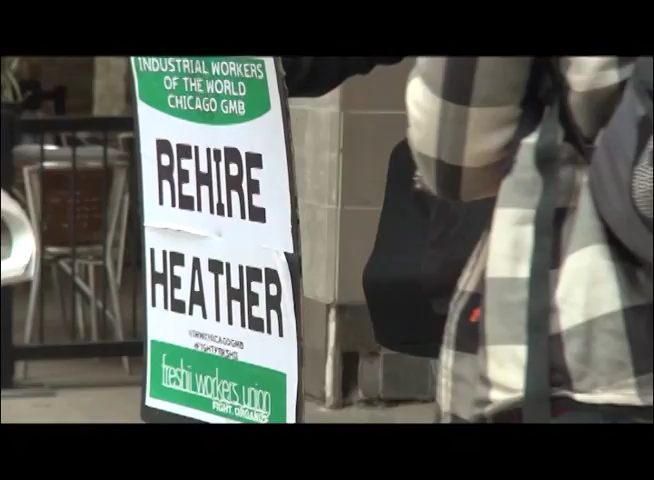 INDUSTRIAL WORKERS
OF THE WORLD
CHICAGO GMB
REHIRE
HEATHER
freshii workers union
FIGHT. ORGANIZE